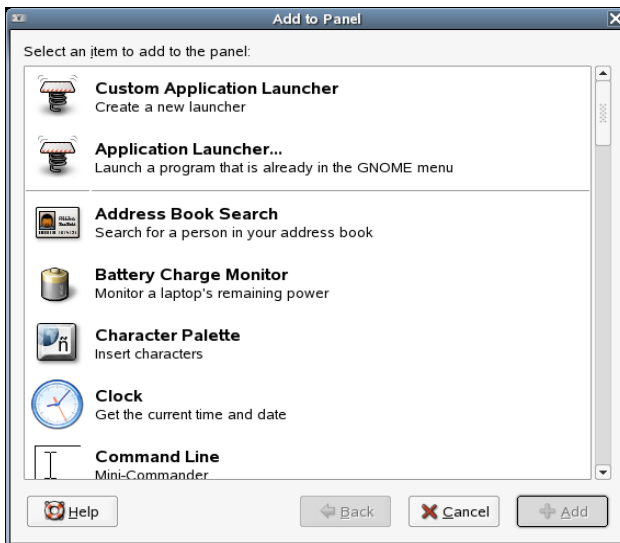 Add to Panel
Select an item to add to the panel:
Custom Application Launcher
Create a new launcher
Application Launcher...
Launch a program that is already in the GNOME menu
Address Book Search
Search for a person in your address book
Battery Charge Monitor
Monitor a laptop's remaining power
ñ
Character Palette
Insert characters
Clock
Get the current time and date
Command Line
Mini-Commander
Help
Back
Cancel
Add